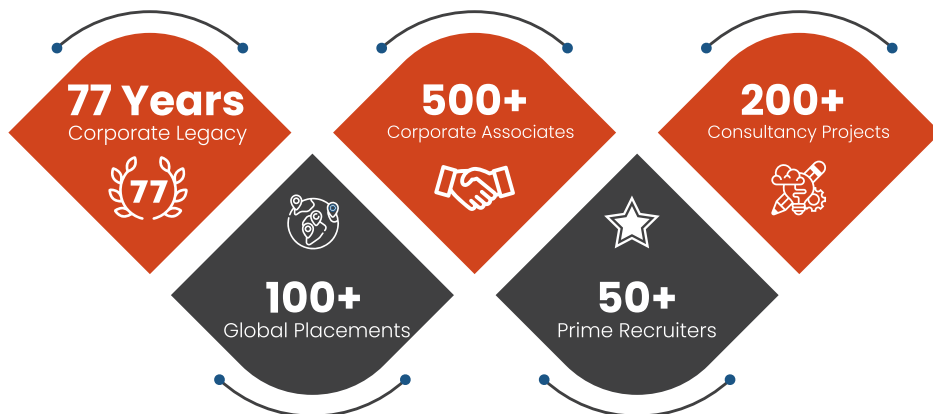 77 Years
Corporate Legacy
77
500+
Corporate Associates
200+
Consultancy Projects
100+
Global Placements
50+
Prime Recruiters